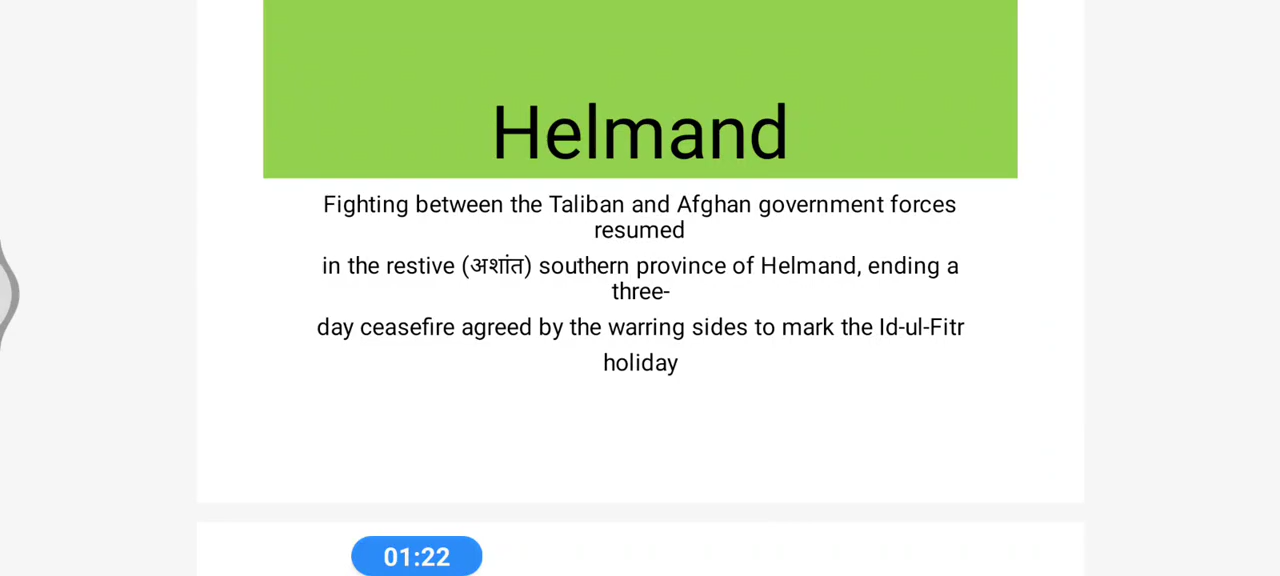 Helmand
Fighting between the Taliban and Afghan government forces
resumed
in the restive (अशांत) southern province of Helmand, ending a
three-
day ceasefire agreed by the warring sides to mark the Id-ul-Fitr
holiday
01:22